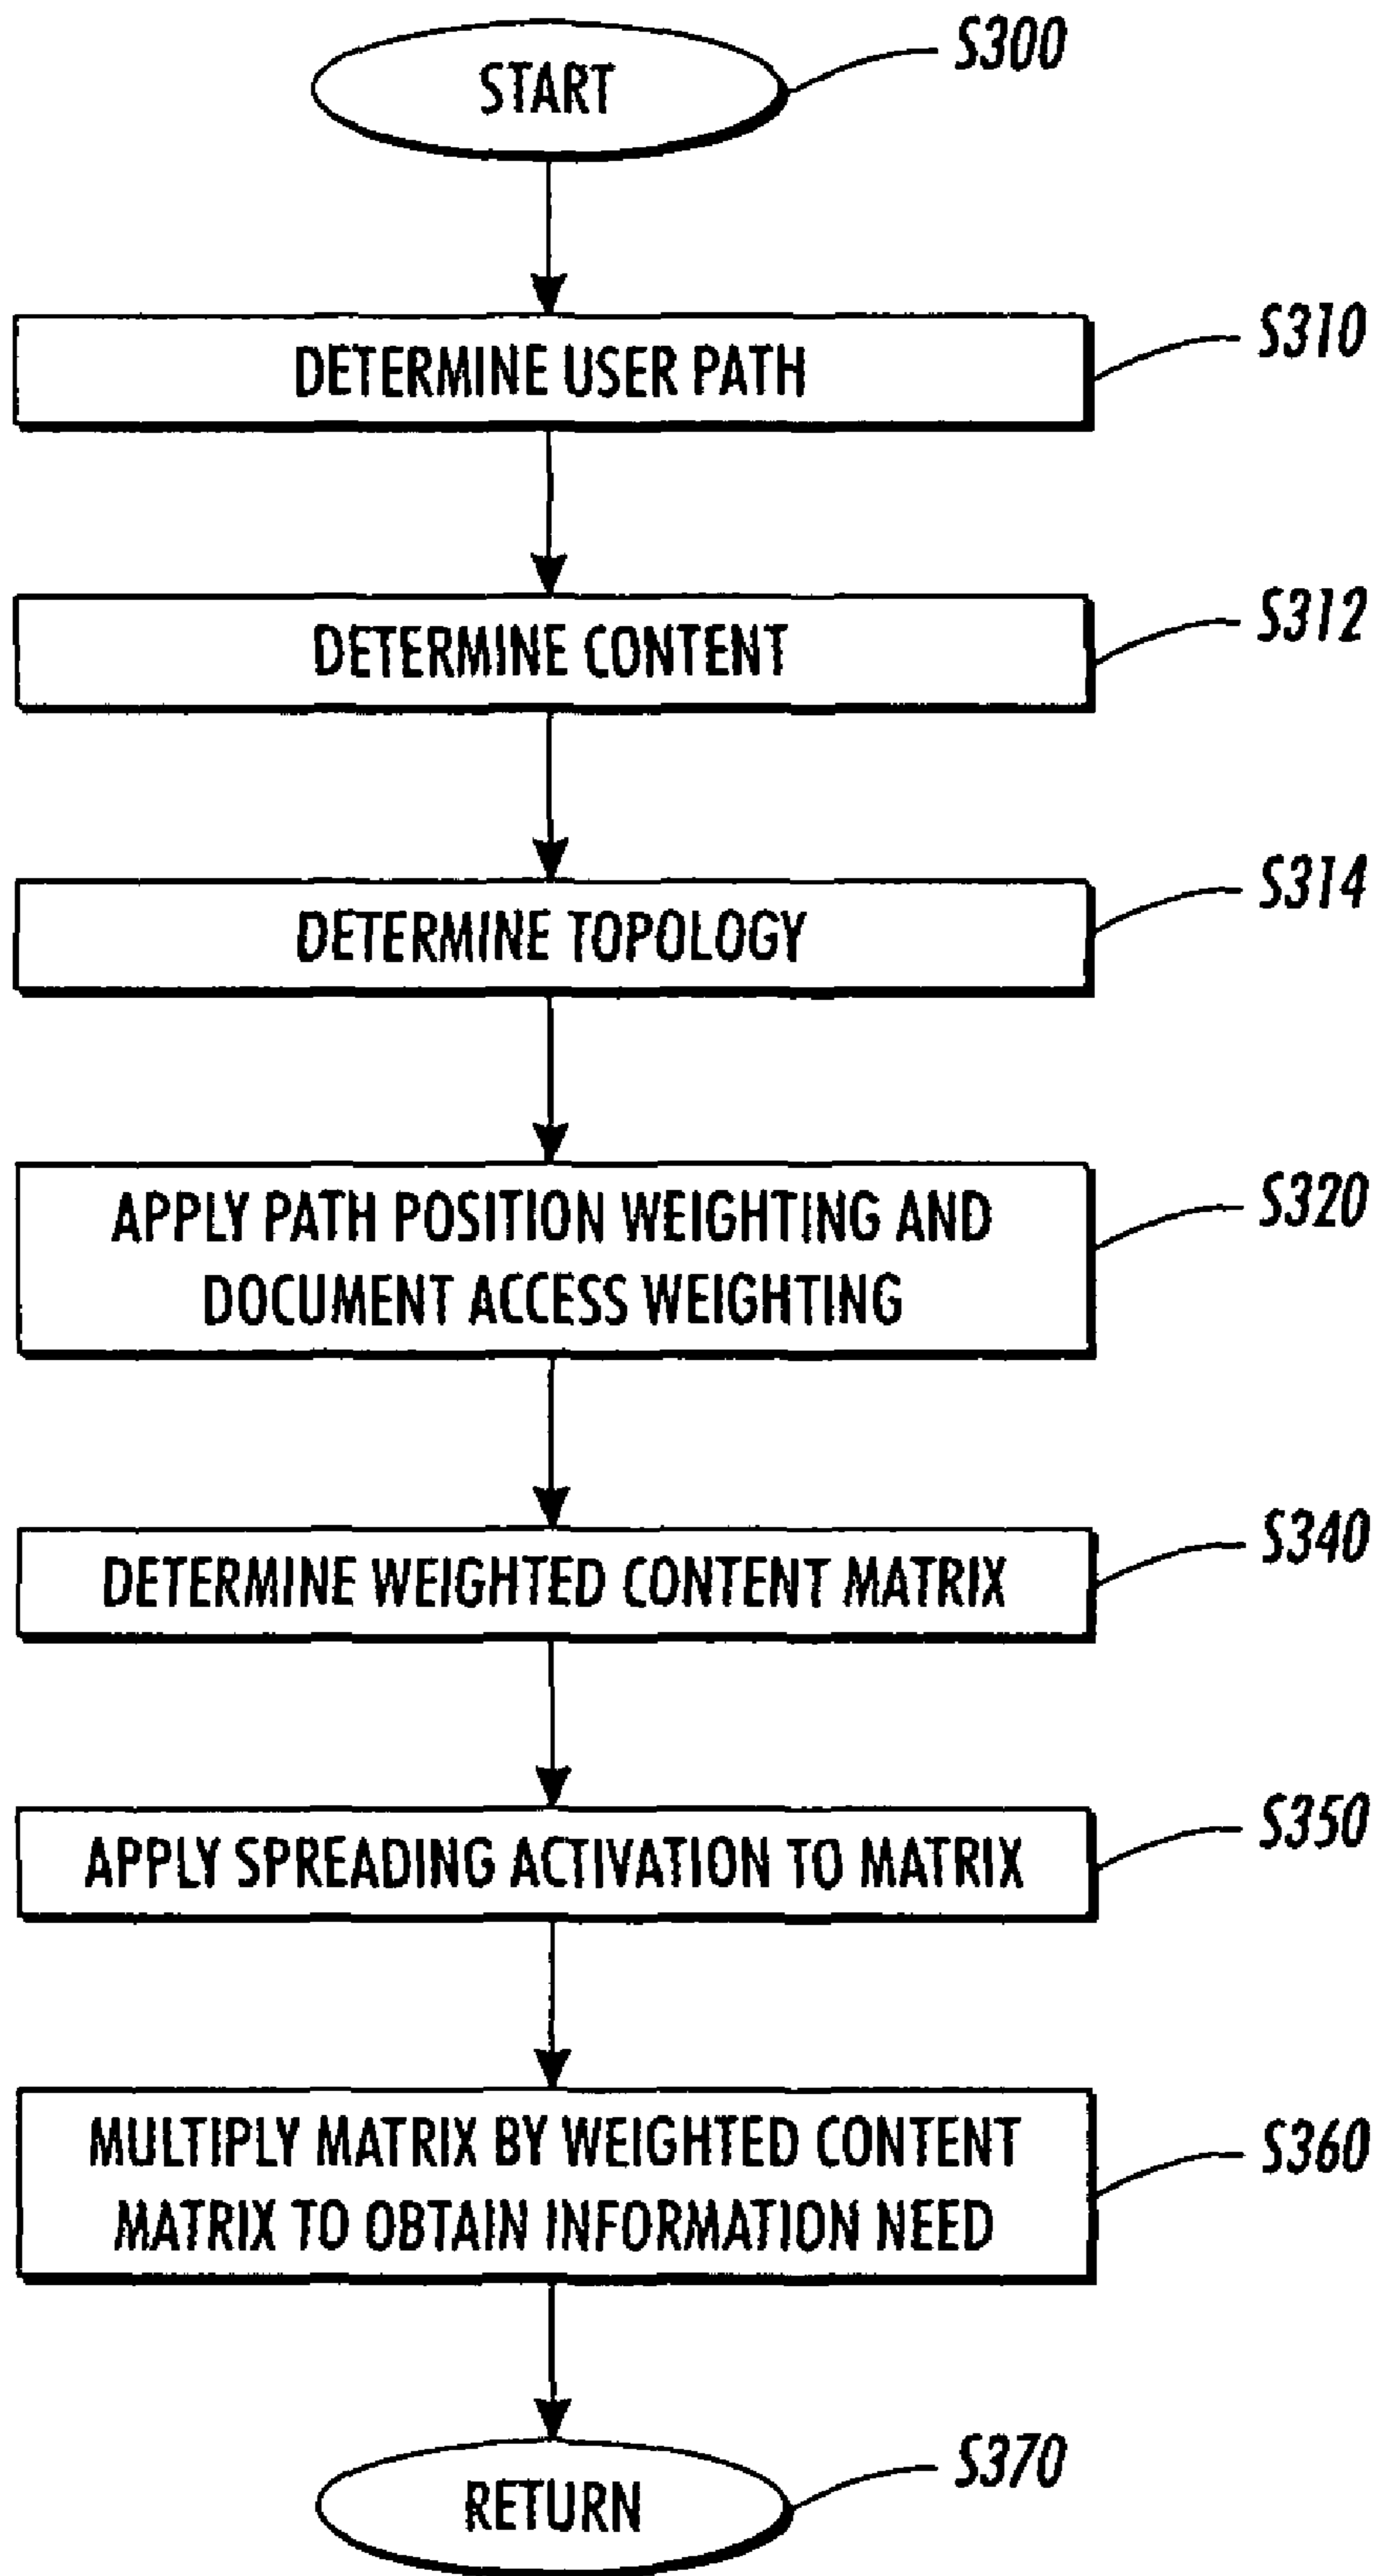 START
S300
DETERMINE USER PATH
S310
DETERMINE CONTENT
S312
DETERMINE TOPOLOGY
S314
APPLY PATH POSITION WEIGHTING AND
DOCUMENT ACCESS WEIGHTING
S320
DETERMINE WEIGHTED CONTENT MATRIX
S340
APPLY SPREADING ACTIVATION TO MATRIX
S350
MULTIPLY MATRIX BY WEIGHTED CONTENT
MATRIX TO OBTAIN INFORMATION NEED
S360
RETURN
S370